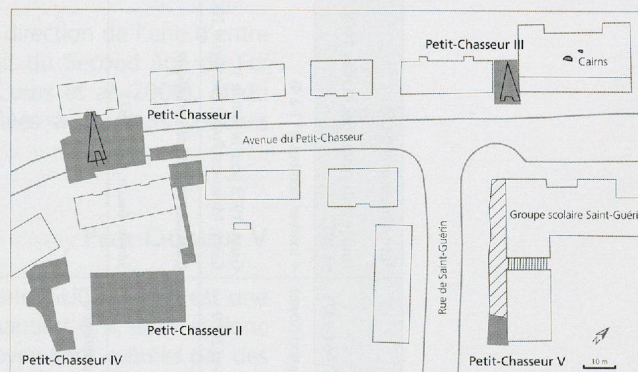 Petit-Chasseur III
Cairns
Petit-Chasseur I
Avenue du Petit-Chasseur
Groupe scolaire Saint-Guérin
Rue de Saint-Guérin
Petit-Chasseur II
Petit-Chasseur IV
Petit-Chasseur V
10 m